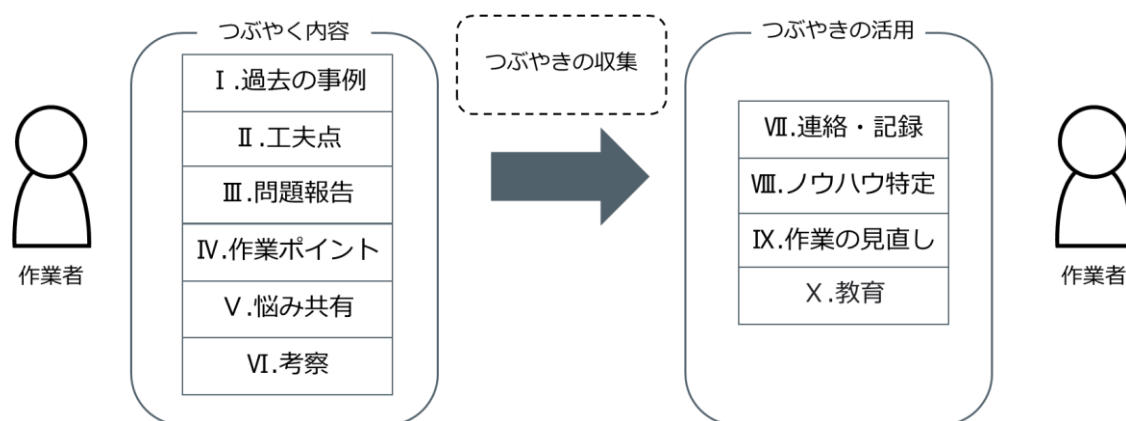 つぶやく内容
Ⅰ.過去の事例
Ⅱ.工夫点
Ⅲ.問題報告
Ⅳ.作業ポイント
Ⅴ.悩み共有
Ⅵ.考察
作業者
つぶやきの収集
つぶやきの活用
Ⅶ.連絡・記録
Ⅷ.ノウハウ特定
Ⅸ.作業の見直し
Ⅹ.教育
作業者